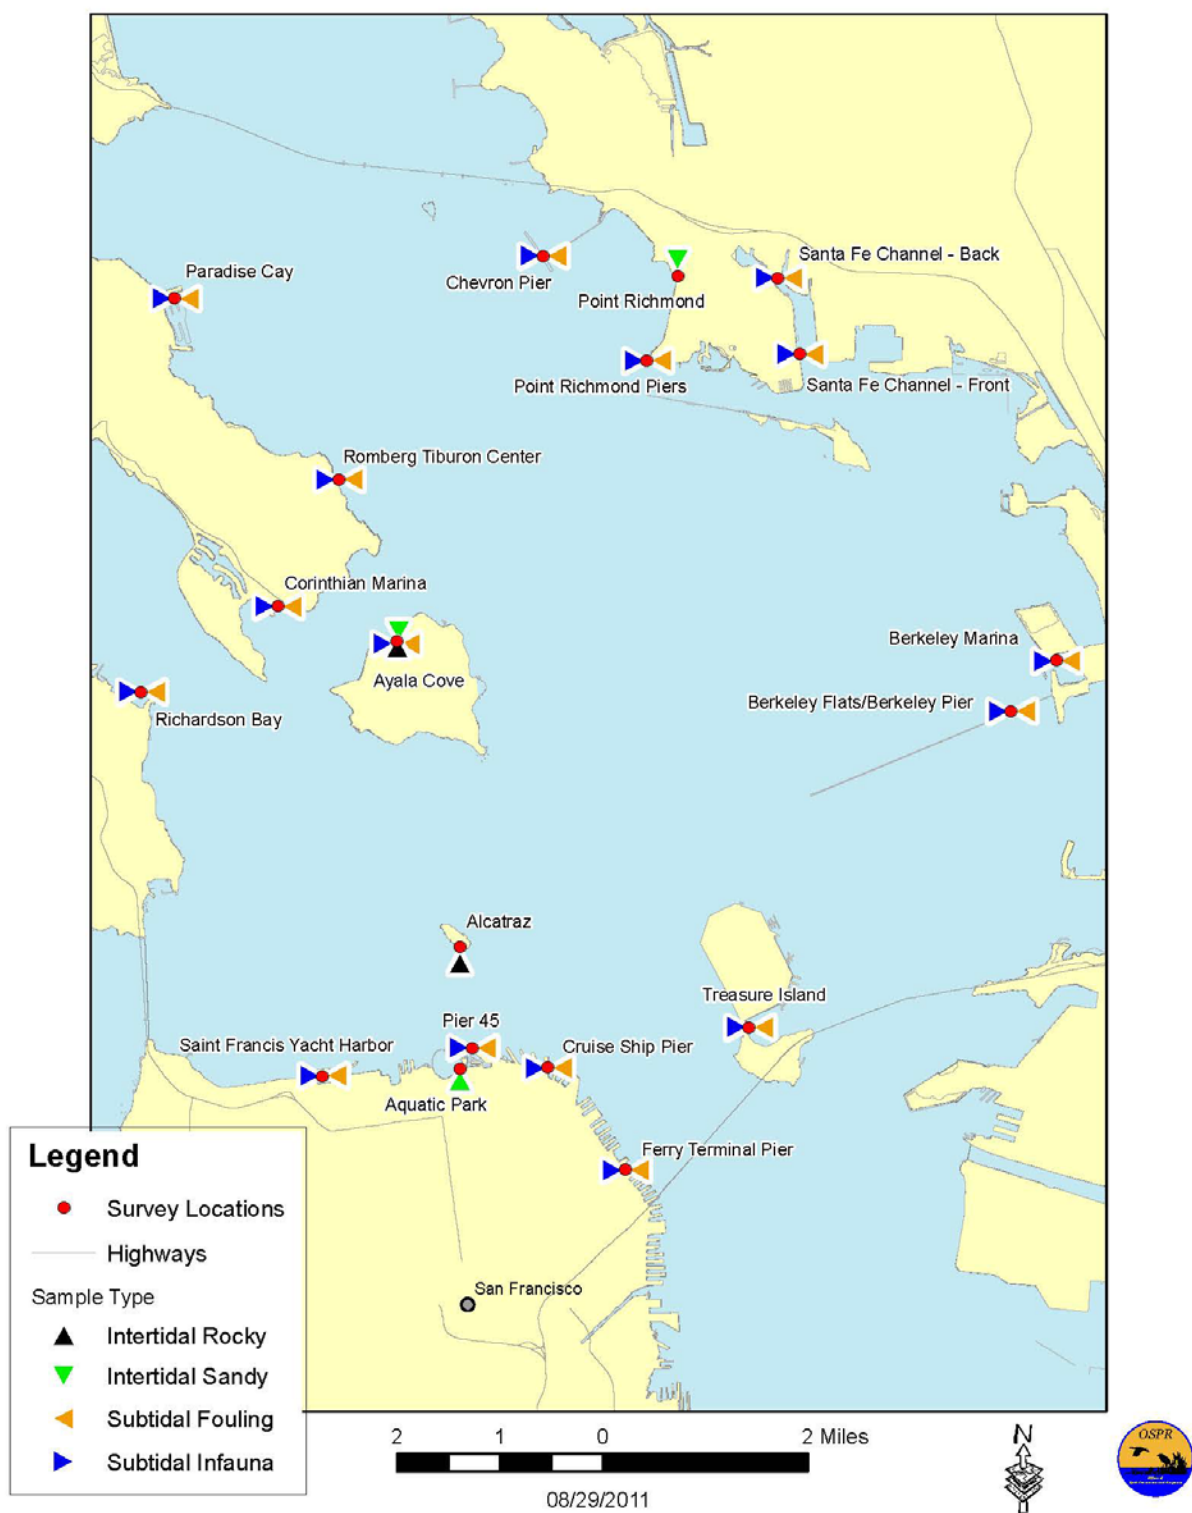 Paradise Cay
Chevron Pier
Point Richmond
Santa Fe Channel - Back
Point Richmond Piers
Santa Fe Channel - Front
Romberg Tiburon Center
Corinthian Marina
Ayala Cove
Berkeley Marina
Richardson Bay
Berkeley Flats/Berkeley Pier
Alcatraz
Treasure Island
Pier 45
Saint Francis Yacht Harbor
Cruise Ship Pier
Aquatic Park
Ferry Terminal Pier
San Francisco
Legend
Survey Locations
Highways
Sample Type
Intertidal Rocky
Intertidal Sandy
Subtidal Fouling
Subtidal Infauna
2 1 0 2 Miles
08/29/2011
N
OSPR